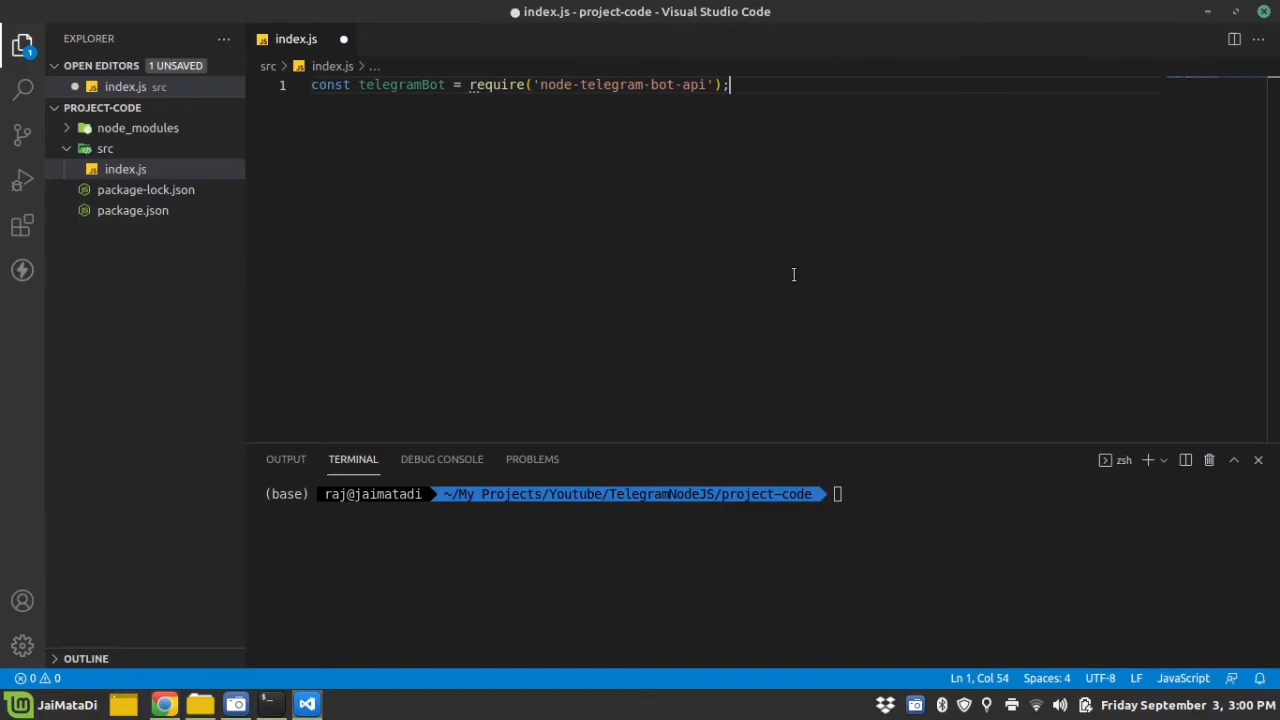 index.js - project-code - Visual Studio Code
EXPLORER
index.js
OPEN EDITORS 1 UNSAVED
src index.js ...
index.js src
1 const telegramBot = require('node-telegram-bot-api');
PROJECT-CODE
node_modules
src
index.js
package-lock.json
package.json
OUTPUT TERMINAL DEBUG CONSOLE PROBLEMS
zsh
(base) raj@jaimatadi ~/My Projects/Youtube/TelegramNodeJS/project-code
OUTLINE
1
0 0
Ln 1, Col 54 Spaces: 4 UTF-8 LF JavaScript
JaiMataDi
Friday September 3, 3:00 PM